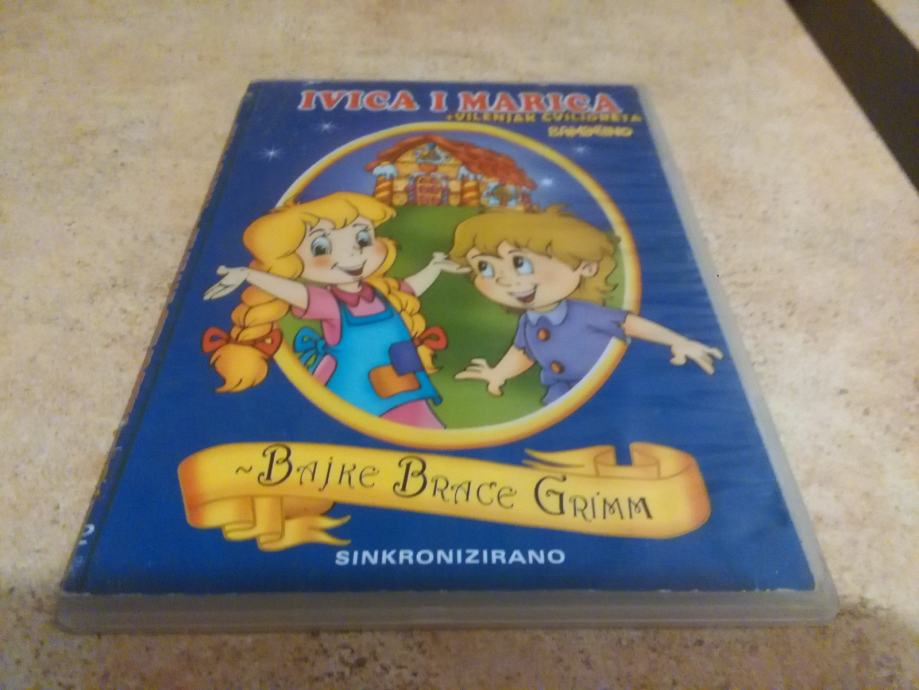 IVICA I MARICA
+VILENJAK CVILIDRETA
BAMBINO
~BAJKE BRACE GRIMM
SINKRONIZIRANO